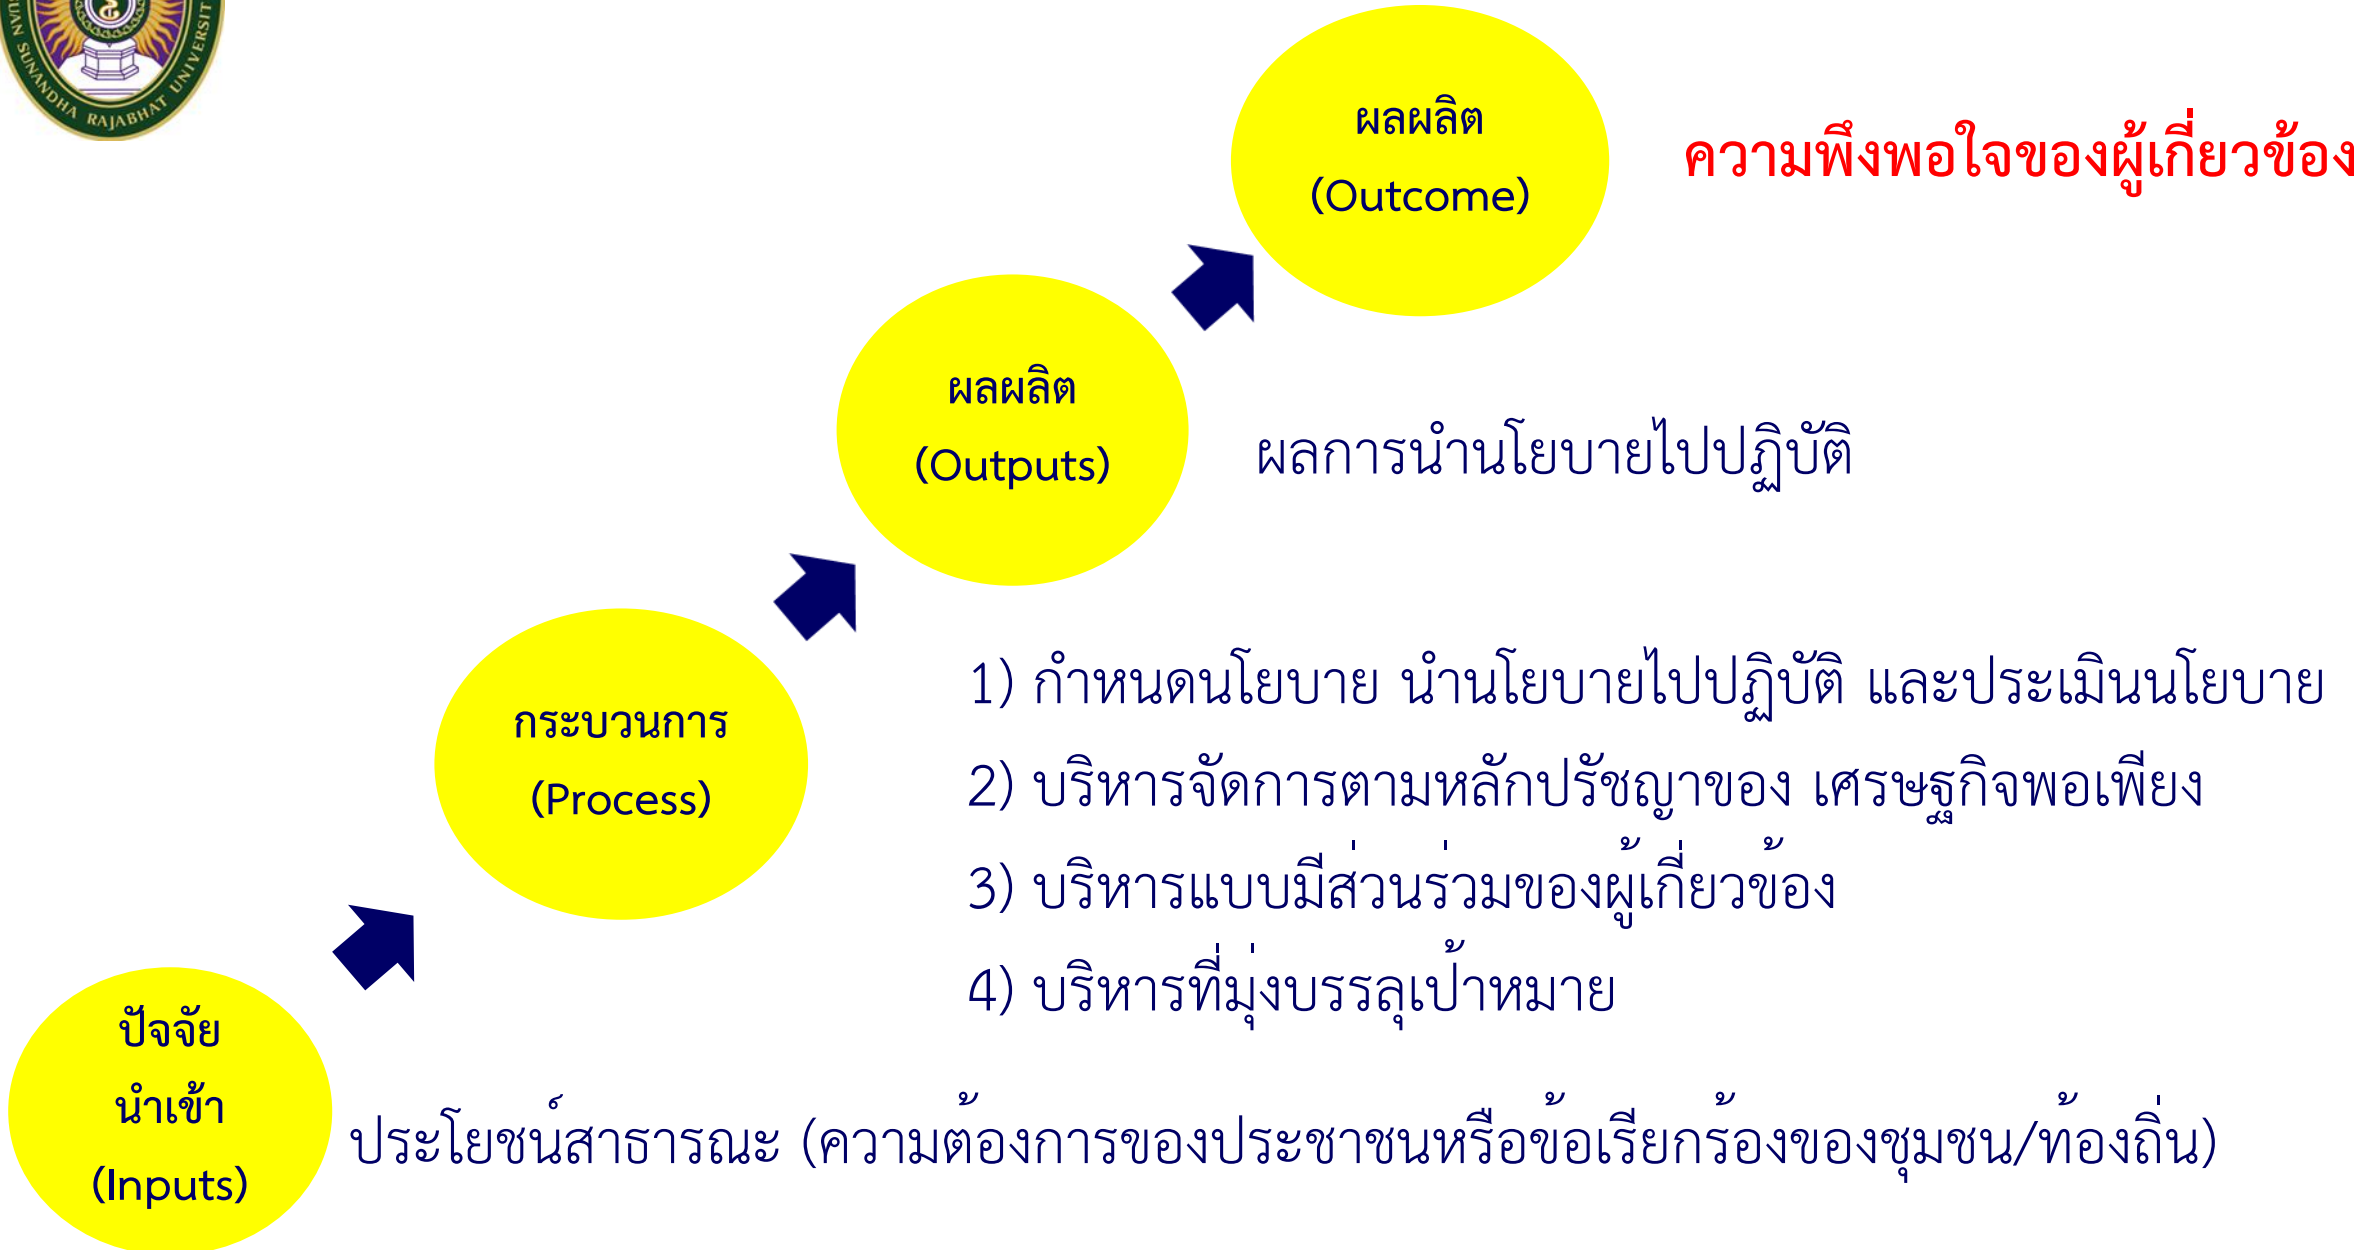 UAN SUNANDHA RAJABHAT UNIVERSIT
ผลผลิต
(Outcome)
ความพึงพอใจของผู้เกี่ยวข้อง
ผลผลิต
(Outputs)
ผลการนำนโยบายไปปฏิบัติ
กระบวนการ
(Process)
1) กำหนดนโยบาย นำนโยบายไปปฏิบัติ และประเมินนโยบาย
2) บริหารจัดการตามหลักปรัชญาของ เศรษฐกิจพอเพียง
3) บริหารแบบมีส่วนร่วมของผู้เกี่ยวข้อง
4) บริหารที่มุ่งบรรลุเป้าหมาย
ปัจจัย
นำเข้า
(Inputs)
ประโยชน์สาธารณะ (ความต้องการของประชาชนหรือข้อเรียกร้องของชุมชน/ท้องถิ่น)